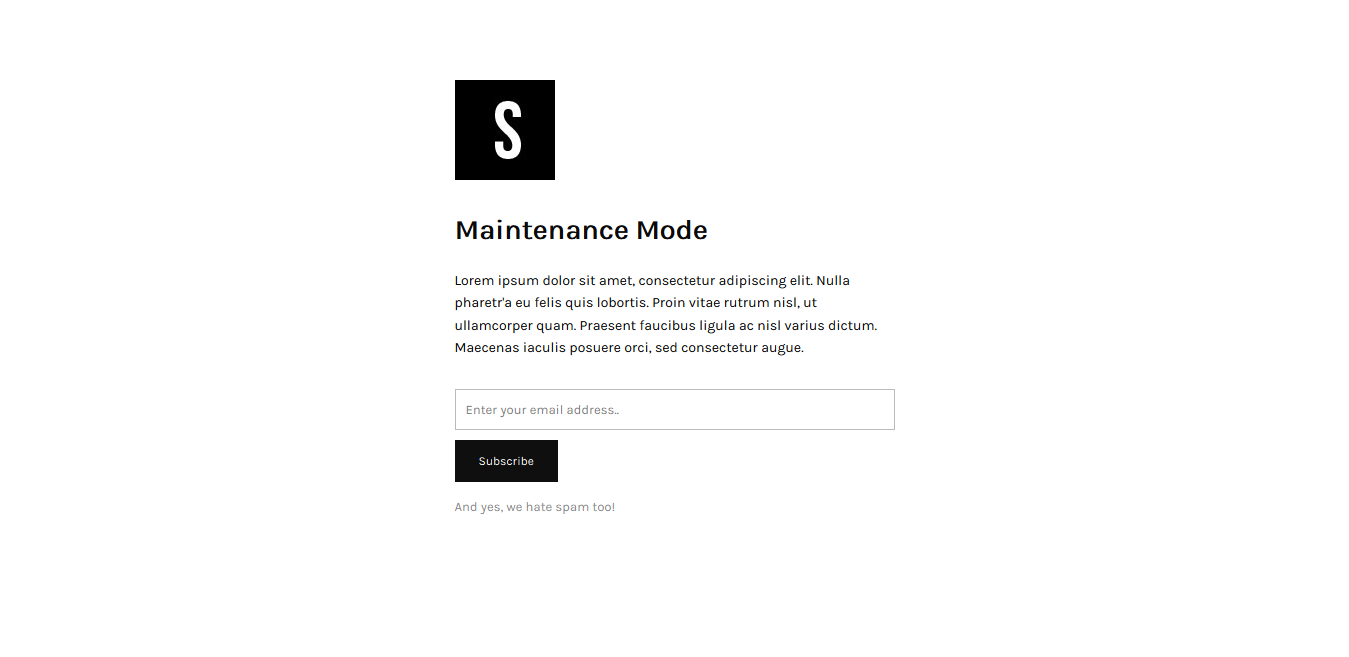 S
Maintenance Mode
Lorem ipsum dolor sit amet, consectetur adipiscing elit. Nulla
pharetr'a eu felis quis lobortis. Proin vitae rutrum nisl, ut
ullamcorper quam. Praesent faucibus ligula ac nisl varius dictum.
Maecenas iaculis posuere orci, sed consectetur augue.
Enter your email address..
Subscribe
And yes, we hate spam too!